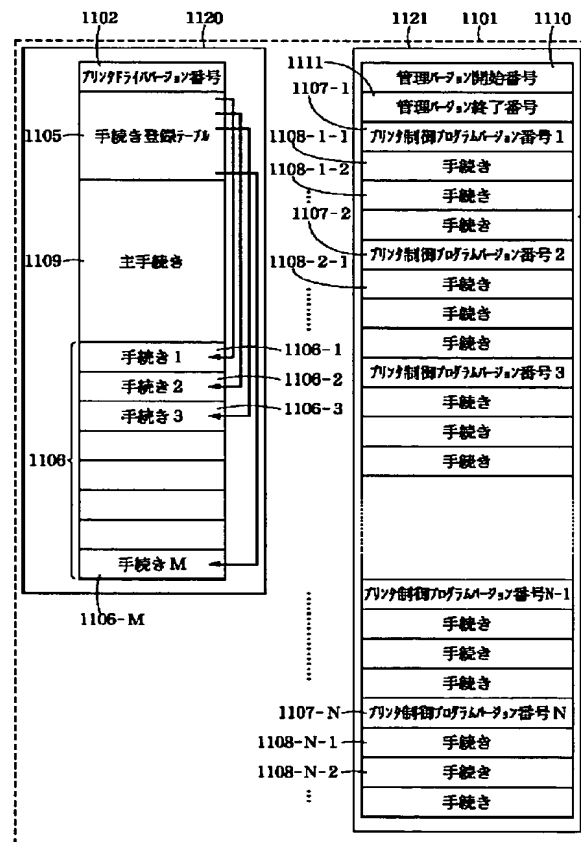 1102
1120
プリンタドライババージョン番号
1105
手続き登録テーブル
1109
主手続き
手続き1
1106-1
手続き2
1106-2
手続き3
1106-3
1106
手続きM
1106-M
1121
1101
1110
1111
管理バージョン開始番号
管理バージョン終了番号
1107-1
プリンタ制御プログラムバージョン番号1
1108-1-1
手続き
1108-1-2
手続き
手続き
1107-2
プリンタ制御プログラムバージョン番号2
1108-2-1
手続き
手続き
手続き
プリンタ制御プログラムバージョン番号3
手続き
手続き
手続き
プリンタ制御プログラムバージョン番号N-1
手続き
手続き
手続き
1107-N
プリンタ制御プログラムバージョン番号N
1108-N-1
手続き
1108-N-2
手続き
手続き